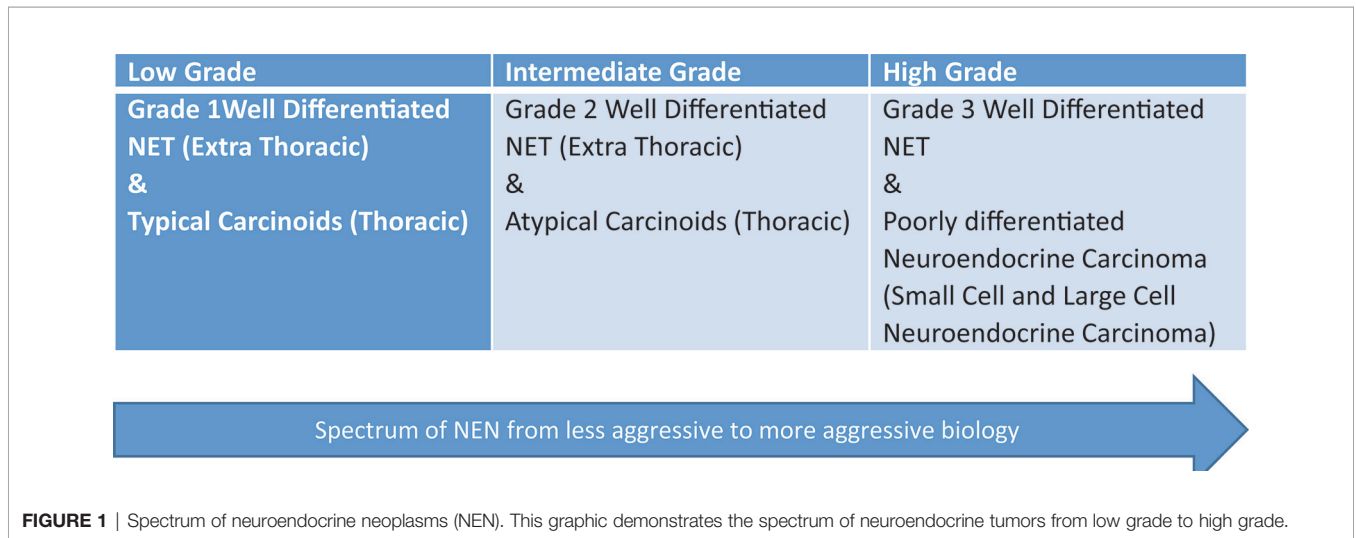 Low Grade
Intermediate Grade
High Grade
Grade 1Well Differentiated
NET (Extra Thoracic)
&
Typical Carcinoids (Thoracic)
Grade 2 Well Differentiated
NET (Extra Thoracic)
&
Atypical Carcinoids (Thoracic)
Grade 3 Well Differentiated
NET
&
Poorly differentiated
Neuroendocrine Carcinoma
(Small Cell and Large Cell
Neuroendocrine Carcinoma)
Spectrum of NEN from less aggressive to more aggressive biology
FIGURE 1 | Spectrum of neuroendocrine neoplasms (NEN). This graphic demonstrates the spectrum of neuroendocrine tumors from low grade to high grade.